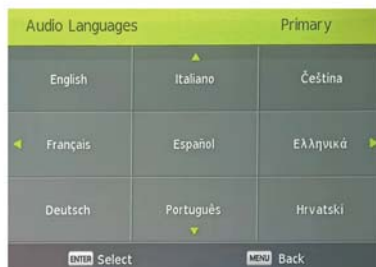 Audio Languages Primary
English Italiano Čeština
Français Español Ελληνικά
Deutsch Português Hrvatski
ENTER Select MENU Back